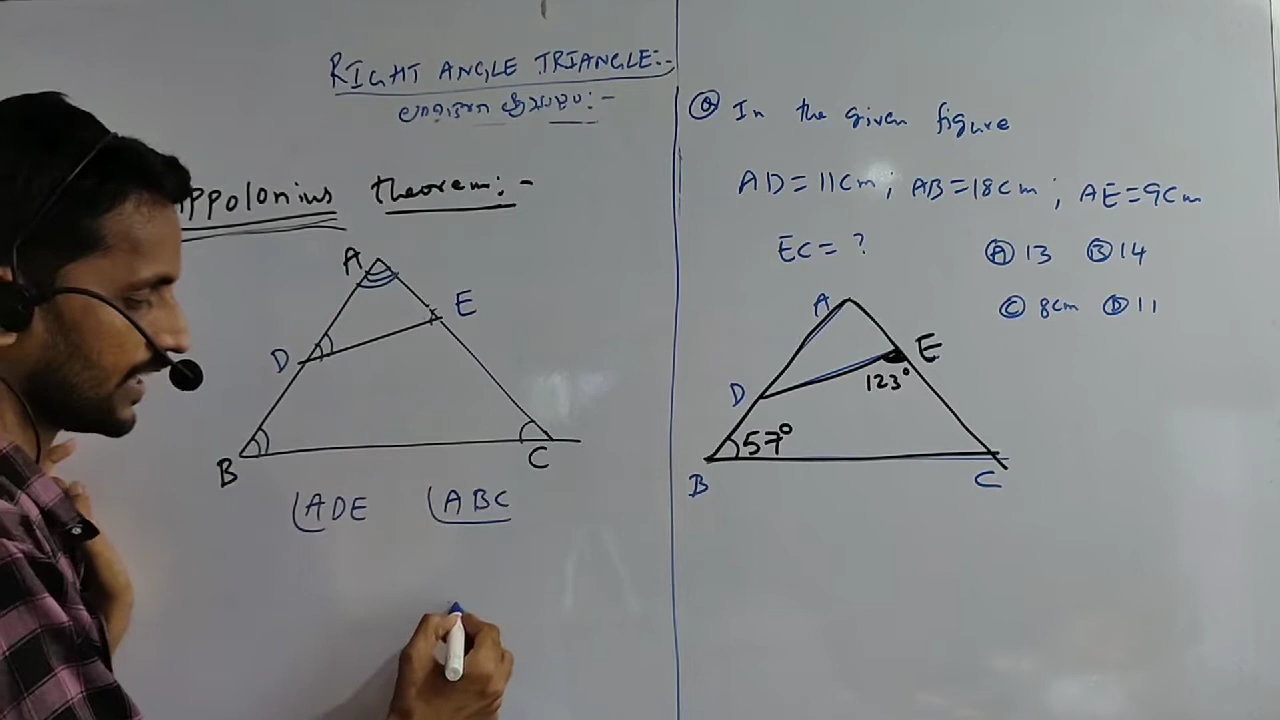 RIGHT ANGLE TRIANGLE:-
ppolonius theorem:-
A
E
D
B
C
∠ADE ∠ABC
Q In the given figure
AD = 11cm; AB = 18cm; AE = 9cm
EC = ? A 13 B 14
C 8cm D 11
A
E
123°
D
57°
B
C